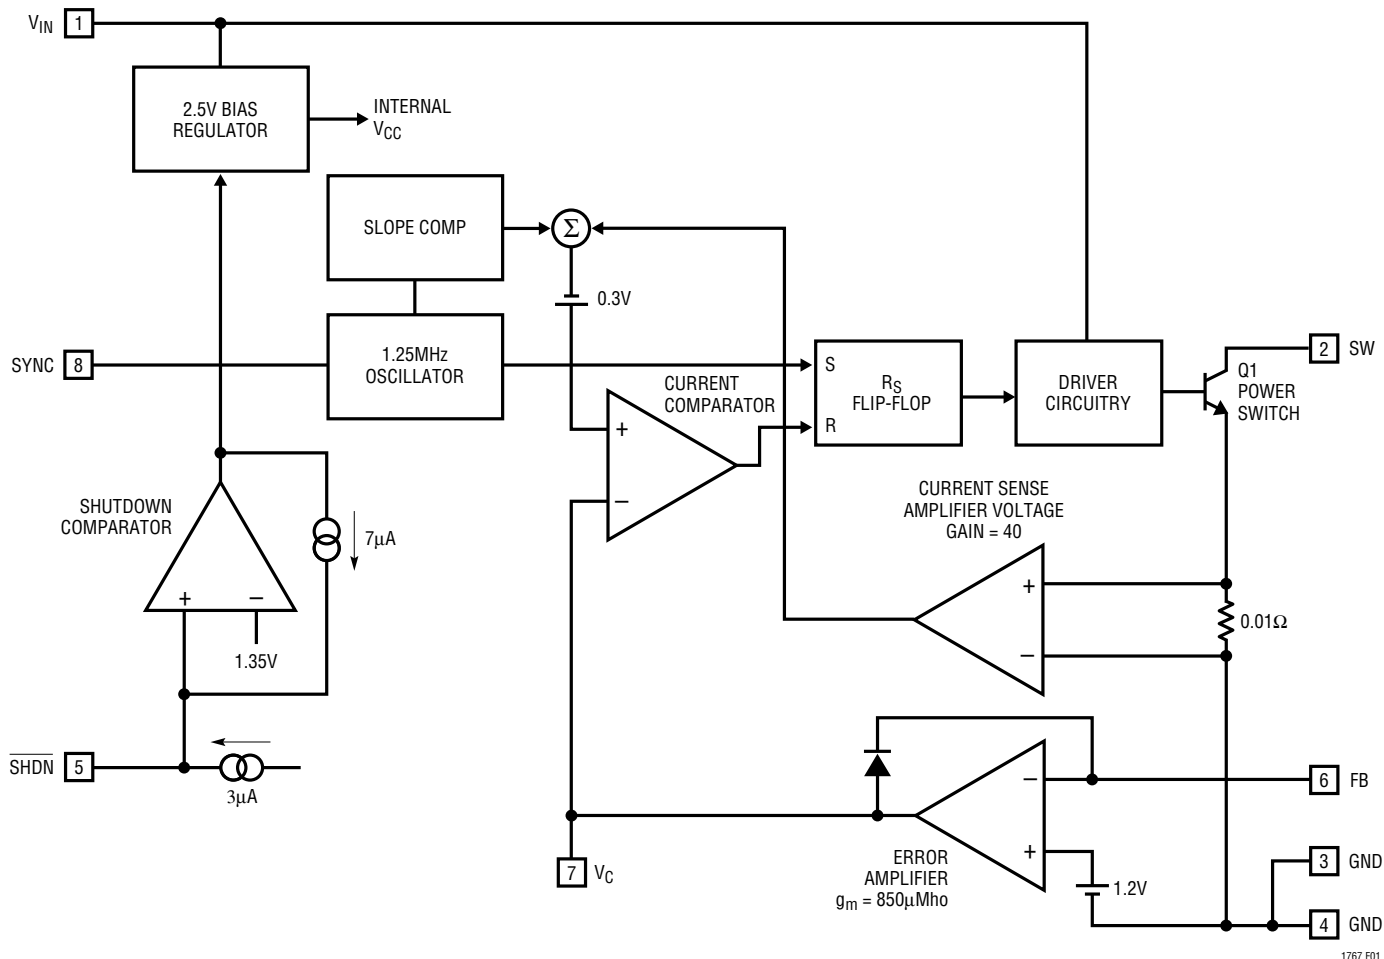 VIN 1
2.5V BIAS
REGULATOR
INTERNAL
VCC
SLOPE COMP
Σ
0.3V
SYNC 8
1.25MHz
OSCILLATOR
CURRENT
COMPARATOR
+
–
S
R
RS
FLIP-FLOP
DRIVER
CIRCUITRY
2 SW
Q1
POWER
SWITCH
SHUTDOWN
COMPARATOR
+
–
1.35V
7µA
CURRENT SENSE
AMPLIFIER VOLTAGE
GAIN = 40
+
–
0.01Ω
SHDN 5
3µA
–
+
6 FB
7 VC
ERROR
AMPLIFIER
gm = 850µMho
1.2V
3 GND
4 GND
1767 F01